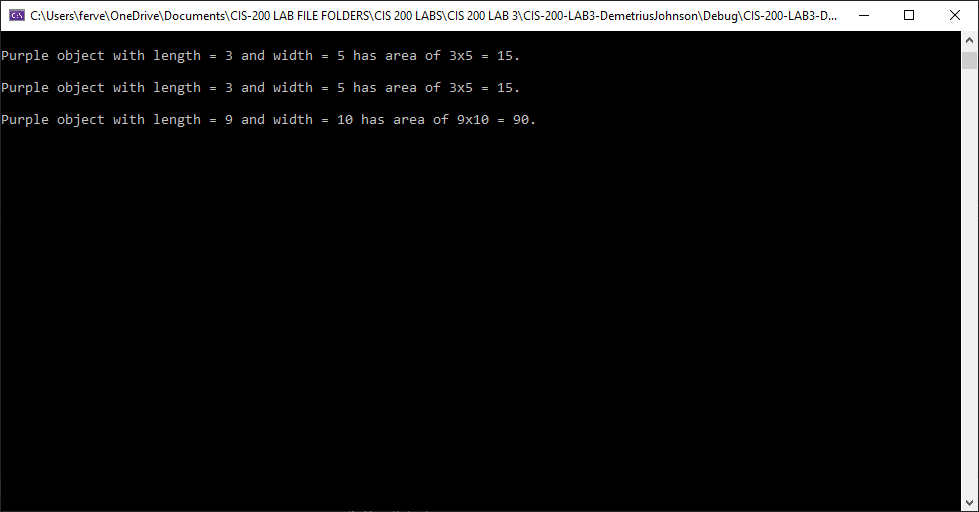 C:\Users\ferve\OneDrive\Documents\CIS-200 LAB FILE FOLDERS\CIS 200 LABS\CIS 200 LAB 3\CIS-200-LAB3-DemetriusJohnson\Debug\CIS-200-LAB3-D...
Purple object with length = 3 and width = 5 has area of 3x5 = 15.
Purple object with length = 3 and width = 5 has area of 3x5 = 15.
Purple object with length = 9 and width = 10 has area of 9x10 = 90.